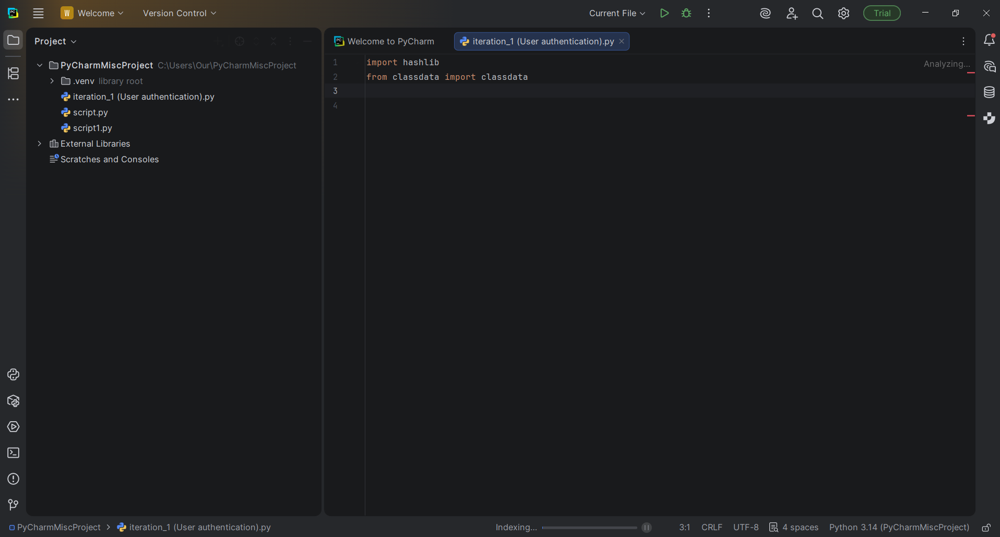 W Welcome Version Control Current File Trial
Project
Welcome to PyCharm iteration_1 (User authentication).py
PyCharmMiscProject C:\Users\Our\PyCharmMiscProject
.venv library root
iteration_1 (User authentication).py
script.py
script1.py
External Libraries
Scratches and Consoles
1 import hashlib
Analyzing...
2 from classdata import classdata
3
4
PyCharmMiscProject iteration_1 (User authentication).py Indexing... 3:1 CRLF UTF-8 4 spaces Python 3.14 (PyCharmMiscProject)